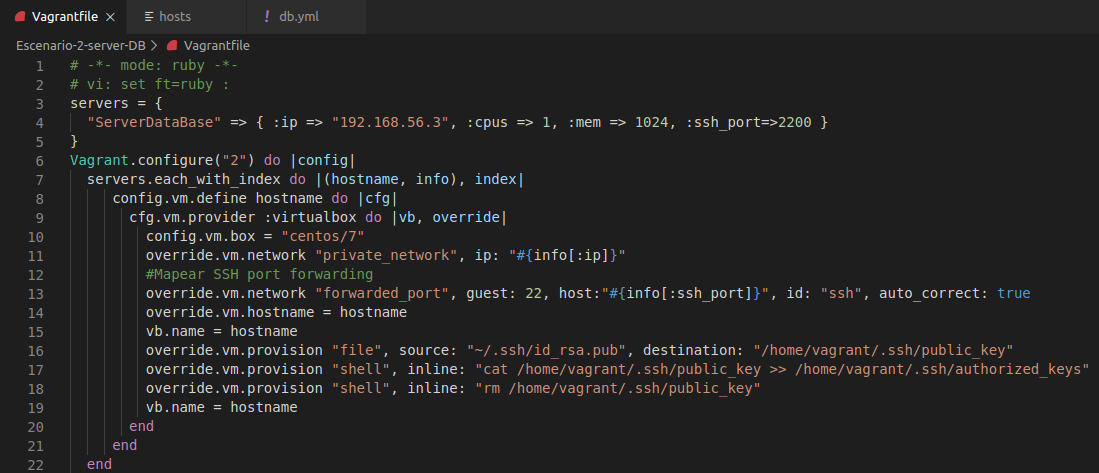 Vagrantfile × hosts ! db.yml
Escenario-2-server-DB > Vagrantfile
1 # -*- mode: ruby -*-
2 # vi: set ft=ruby :
3 servers = {
4 "ServerDataBase" => { :ip => "192.168.56.3", :cpus => 1, :mem => 1024, :ssh_port=>2200 }
5 }
6 Vagrant.configure("2") do |config|
7 servers.each_with_index do |(hostname, info), index|
8 config.vm.define hostname do |cfg|
9 cfg.vm.provider :virtualbox do |vb, override|
10 config.vm.box = "centos/7"
11 override.vm.network "private_network", ip: "#{info[:ip]}"
12 #Mapear SSH port forwarding
13 override.vm.network "forwarded_port", guest: 22, host:"#{info[:ssh_port]}", id: "ssh", auto_correct: true
14 override.vm.hostname = hostname
15 vb.name = hostname
16 override.vm.provision "file", source: "~/.ssh/id_rsa.pub", destination: "/home/vagrant/.ssh/public_key"
17 override.vm.provision "shell", inline: "cat /home/vagrant/.ssh/public_key >> /home/vagrant/.ssh/authorized_keys"
18 override.vm.provision "shell", inline: "rm /home/vagrant/.ssh/public_key"
19 vb.name = hostname
20 end
21 end
22 end